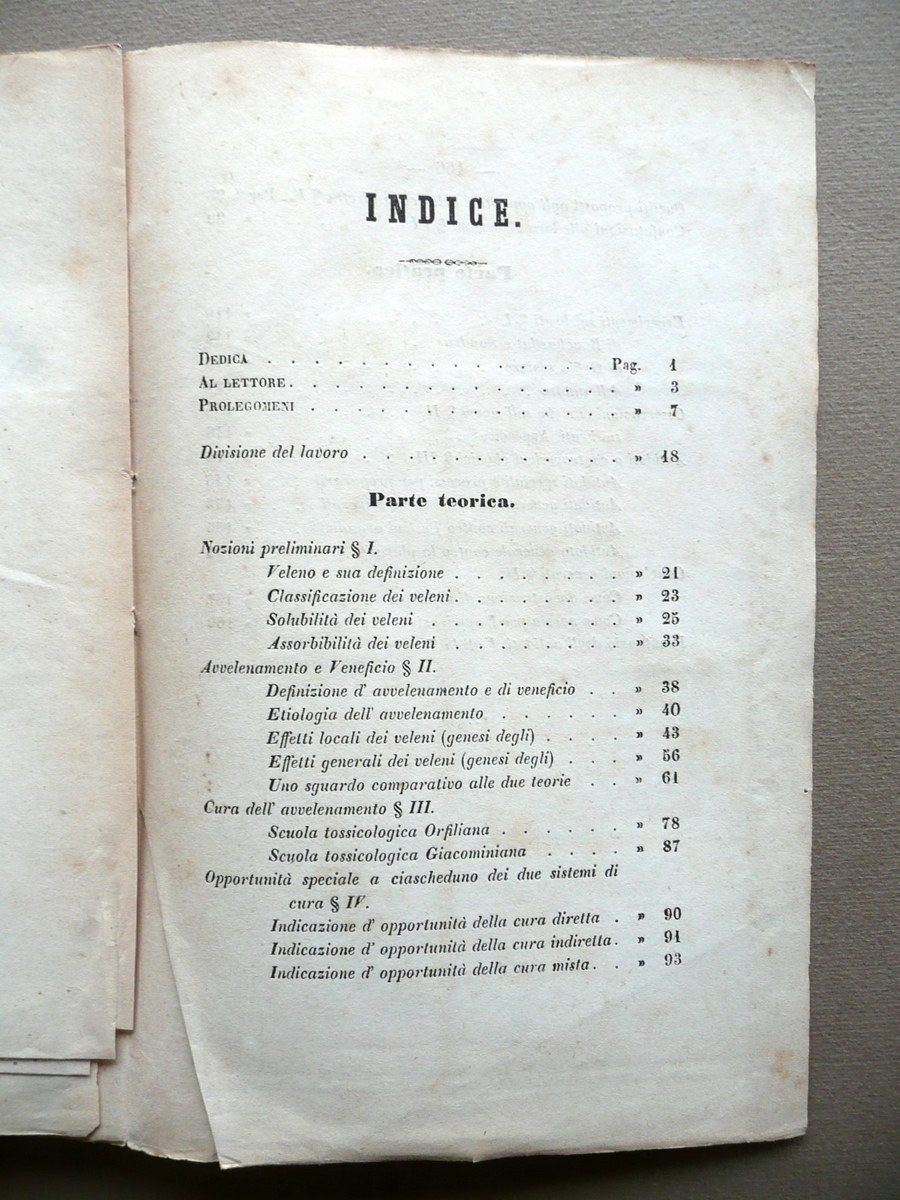 INDICE.
DEDICA . . . . . . . . . . . . . . . Pag. 1
AL LETTORE. . . . . . . . . . . . . . . » 3
PROLEGOMENI . . . . . . . . . . . . . . » 7
Divisione del lavoro . . . . . . . . . . . . » 18
Parte teorica.
Nozioni preliminari § I.
Veleno e sua definizione . . . . . . . » 21
Classificazione dei veleni . . . . . . . » 23
Solubilità dei veleni . . . . . . . . » 25
Assorbibilità dei veleni . . . . . . . » 33
Avvelenamento e Veneficio § II.
Definizione d' avvelenamento e di veneficio . . » 38
Etiologia dell' avvelenamento . . . . . . » 40
Effetti locali dei veleni (genesi degli) . . . . » 43
Effetti generali dei veleni (genesi degli) . . . » 56
Uno sguardo comparativo alle due teorie . . » 61
Cura dell' avvelenamento § III.
Scuola tossicologica Orfiliana . . . . . . » 78
Scuola tossicologica Giacominiana . . . . » 87
Opportunità speciale a ciascheduno dei due sistemi di
cura § IV.
Indicazione d' opportunità della cura diretta . » 90
Indicazione d' opportunità della cura indiretta. . » 91
Indicazione d' opportunità della cura mista. . . » 93